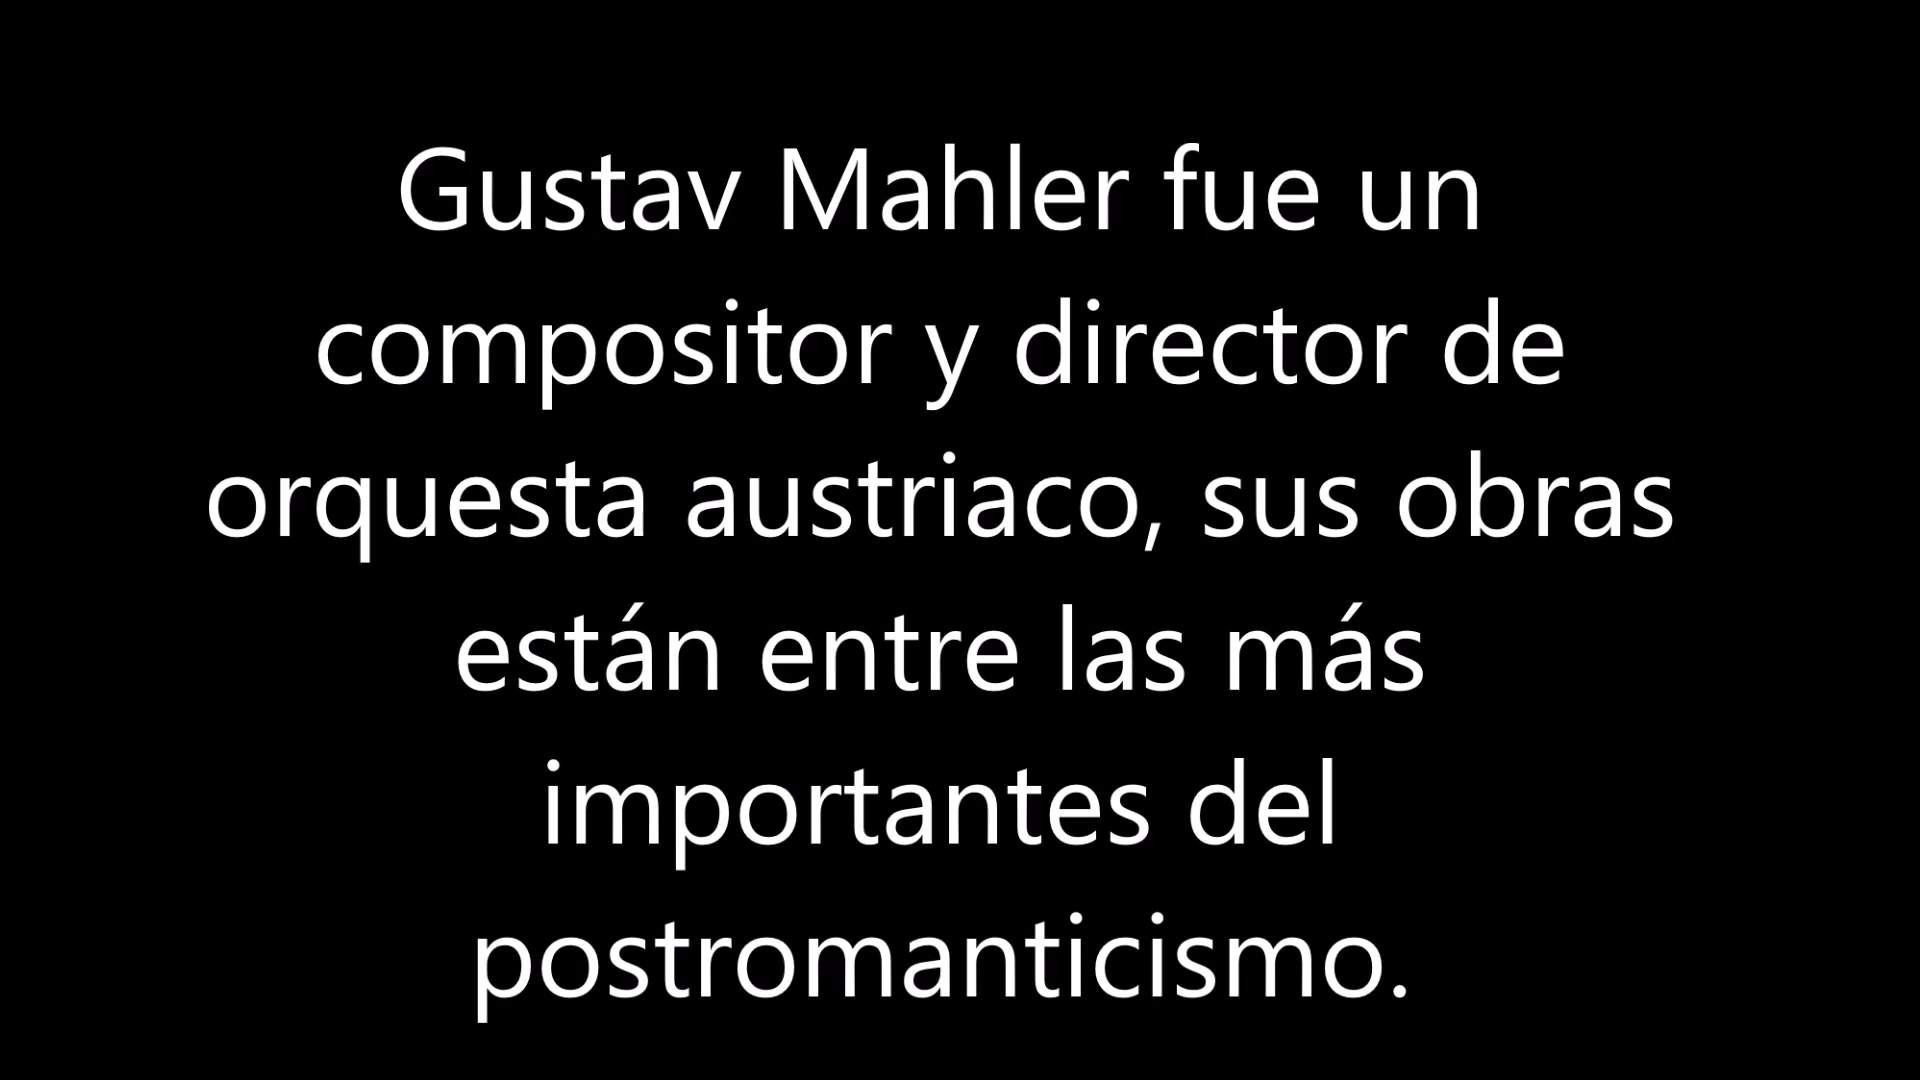 Gustav Mahler fue un
compositor y director de
orquesta austriaco, sus obras
están entre las más
importantes del
postromanticismo.